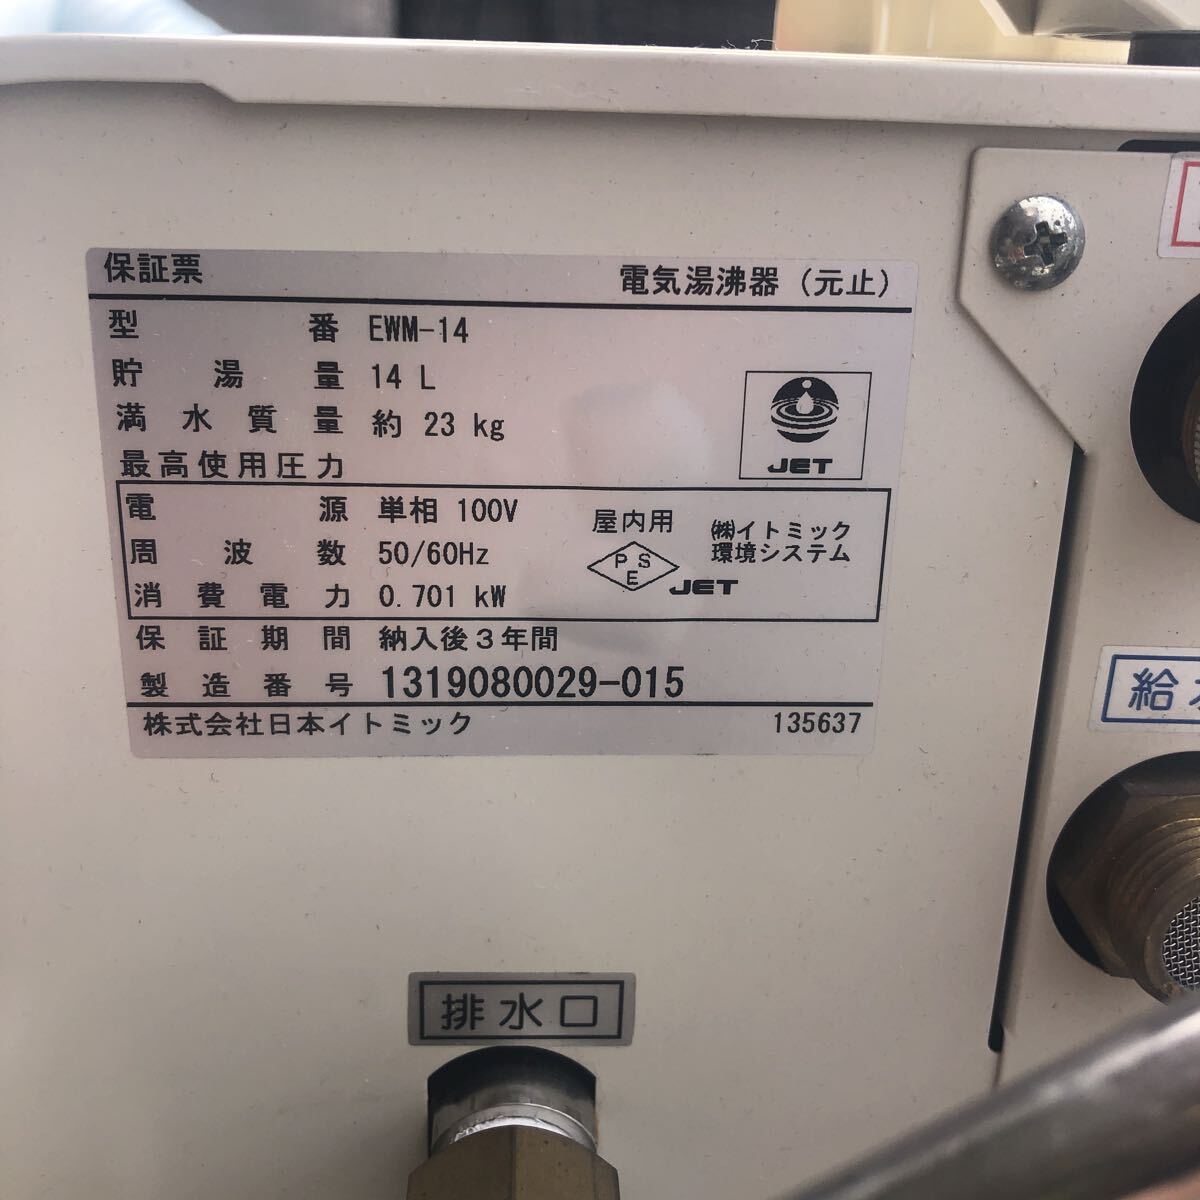 保証票 電気湯沸器（元止）
型番 EWM-14
貯湯量 14 L
満水質量 約 23 kg
最高使用圧力
JET
電源 単相 100V
周波数 50/60Hz
消費電力 0.701 kW
屋内用
PSE
JET
㈱イトミック
環境システム
保証期間 納入後3年間
製造番号 1319080029-015
株式会社日本イトミック 135637
給
排水口